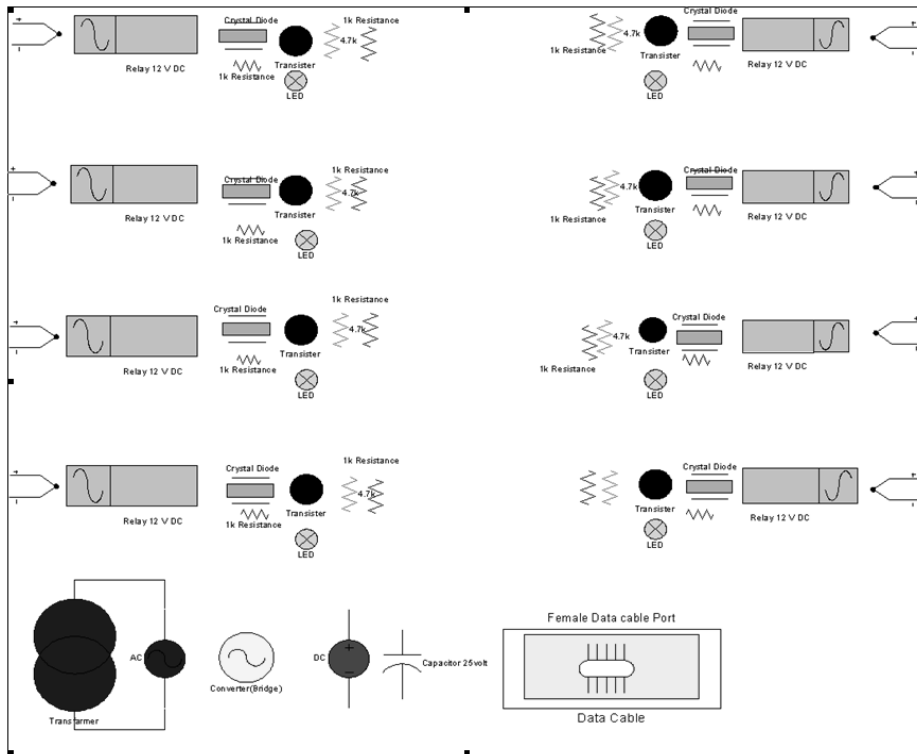 Crystal Diode
1k Resistance
4.7k
Relay 12 V DC
Transister
1k Resistance
LED
Crystal Diode
4.7k
1k Resistance
Transister
Relay 12 V DC
LED
Crystal Diode
1k Resistance
4.7k
Relay 12 V DC
Transister
1k Resistance
LED
Crystal Diode
4.7k
1k Resistance
Transister
Relay 12 V DC
LED
1k Resistance
Crystal Diode
4.7k
Transister
Relay 12 V DC
1k Resistance
LED
Crystal Diode
4.7k
Transister
1k Resistance
Relay 12 V DC
LED
1k Resistance
Crystal Diode
4.7k
Transister
Relay 12 V DC
1k Resistance
LED
Crystal Diode
Transister
Relay 12 V DC
LED
Female Data cable Port
AC
DC
Capacitor 25volt
Converter(Bridge)
Transfarmer
Data Cable